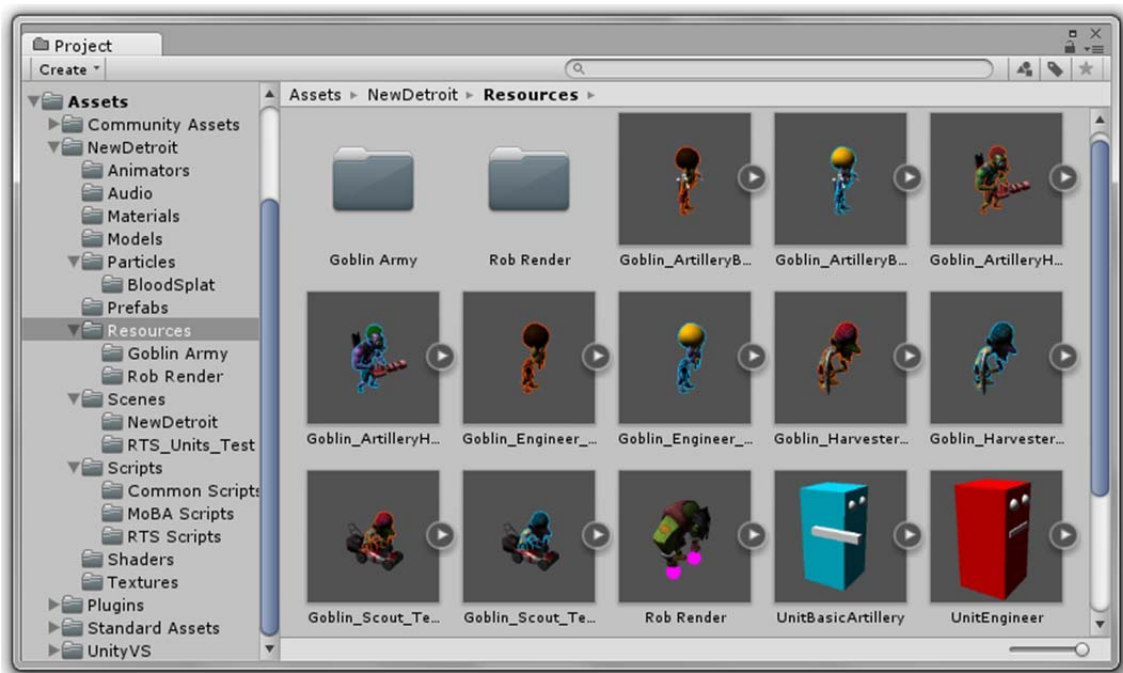 Project
Create
Assets
Community Assets
NewDetroit
Animators
Audio
Materials
Models
Particles
BloodSplat
Prefabs
Resources
Goblin Army
Rob Render
Scenes
NewDetroit
RTS_Units_Test
Scripts
Common Scripts
MoBA Scripts
RTS Scripts
Shaders
Textures
Plugins
Standard Assets
UnityVS
Assets NewDetroit Resources
Goblin Army Rob Render Goblin_ArtilleryB... Goblin_ArtilleryB... Goblin_ArtilleryH...
Goblin_ArtilleryH... Goblin_Engineer_... Goblin_Engineer_... Goblin_Harvester... Goblin_Harvester...
Goblin_Scout_Te... Goblin_Scout_Te... Rob Render UnitBasicArtillery UnitEngineer